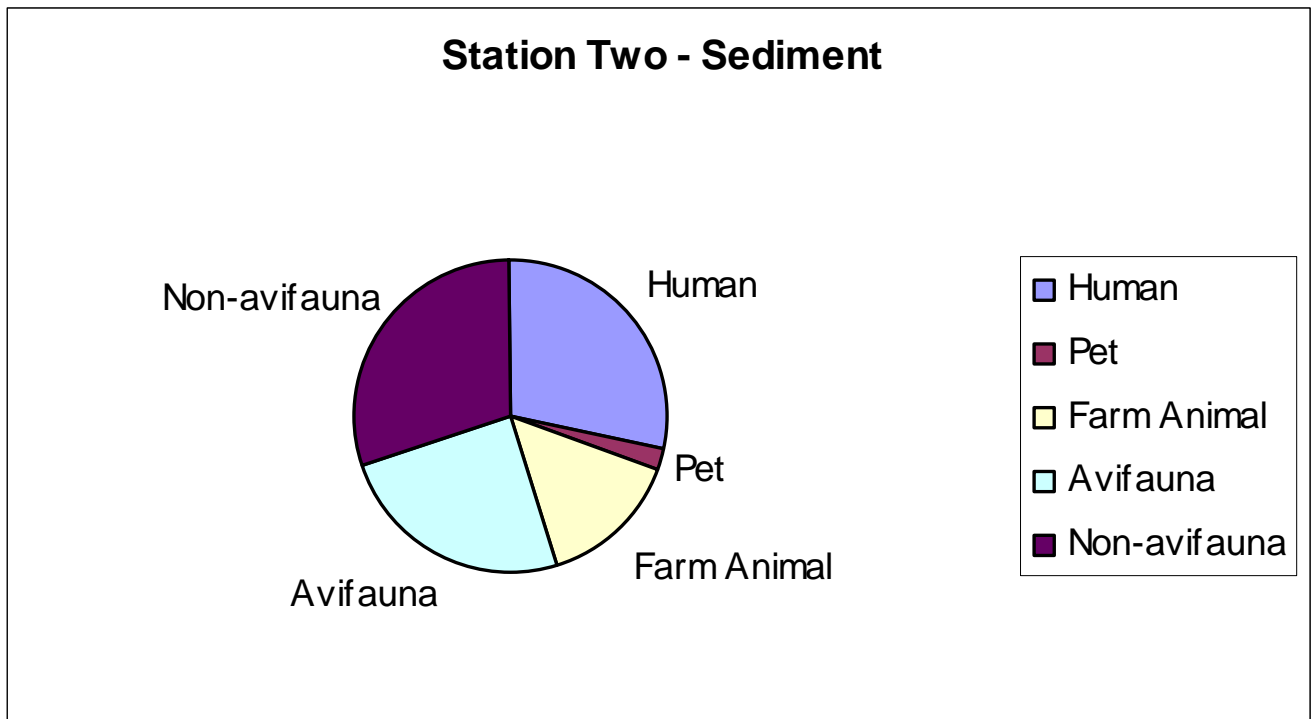 Station Two - Sediment
Non-avifauna
Human
Pet
Farm Animal
Avifauna
Human
Pet
Farm Animal
Avifauna
Non-avifauna